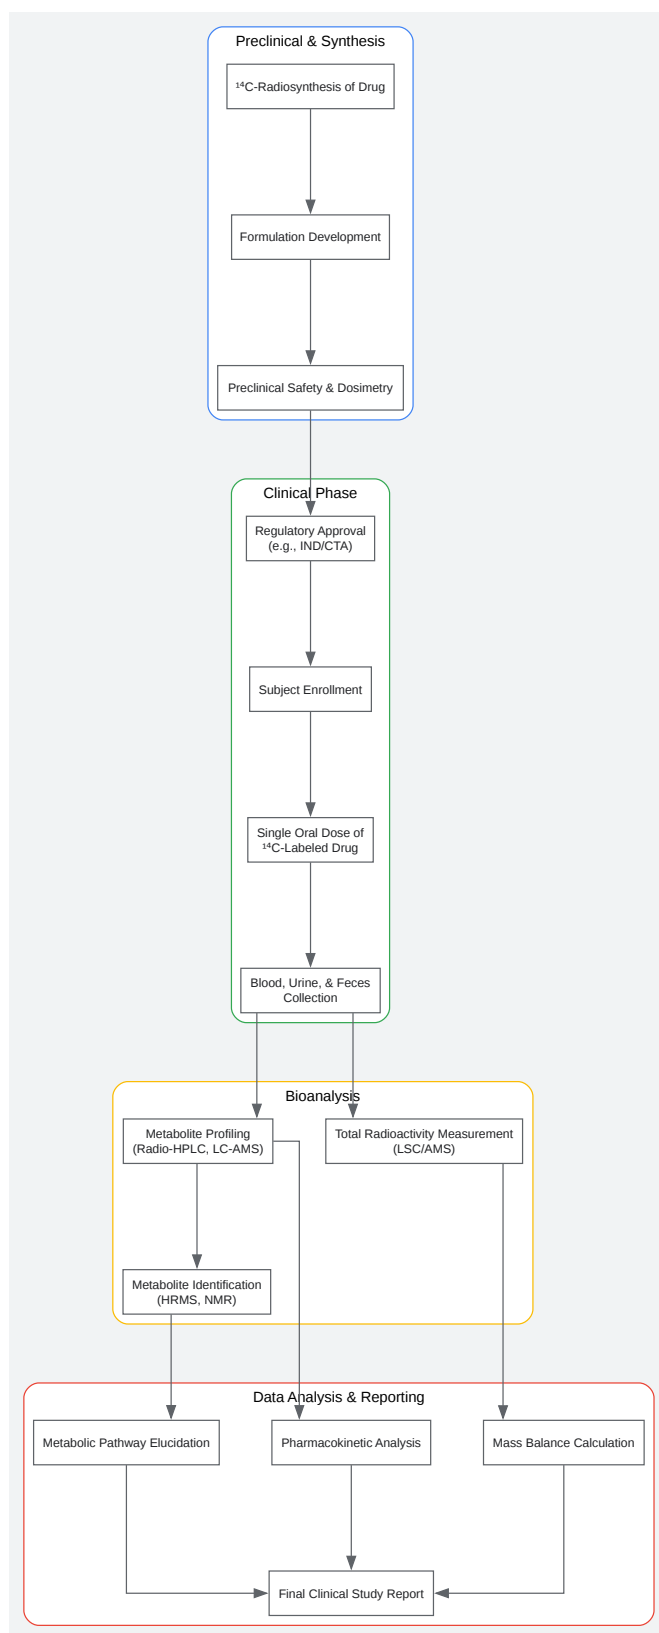 Preclinical & Synthesis
¹⁴C-Radiosynthesis of Drug
Formulation Development
Preclinical Safety & Dosimetry
Clinical Phase
Regulatory Approval
(e.g., IND/CTA)
Subject Enrollment
Single Oral Dose of
¹⁴C-Labeled Drug
Blood, Urine, & Feces
Collection
Bioanalysis
Metabolite Profiling
(Radio-HPLC, LC-AMS)
Total Radioactivity Measurement
(LSC/AMS)
Metabolite Identification
(HRMS, NMR)
Data Analysis & Reporting
Metabolic Pathway Elucidation
Pharmacokinetic Analysis
Mass Balance Calculation
Final Clinical Study Report